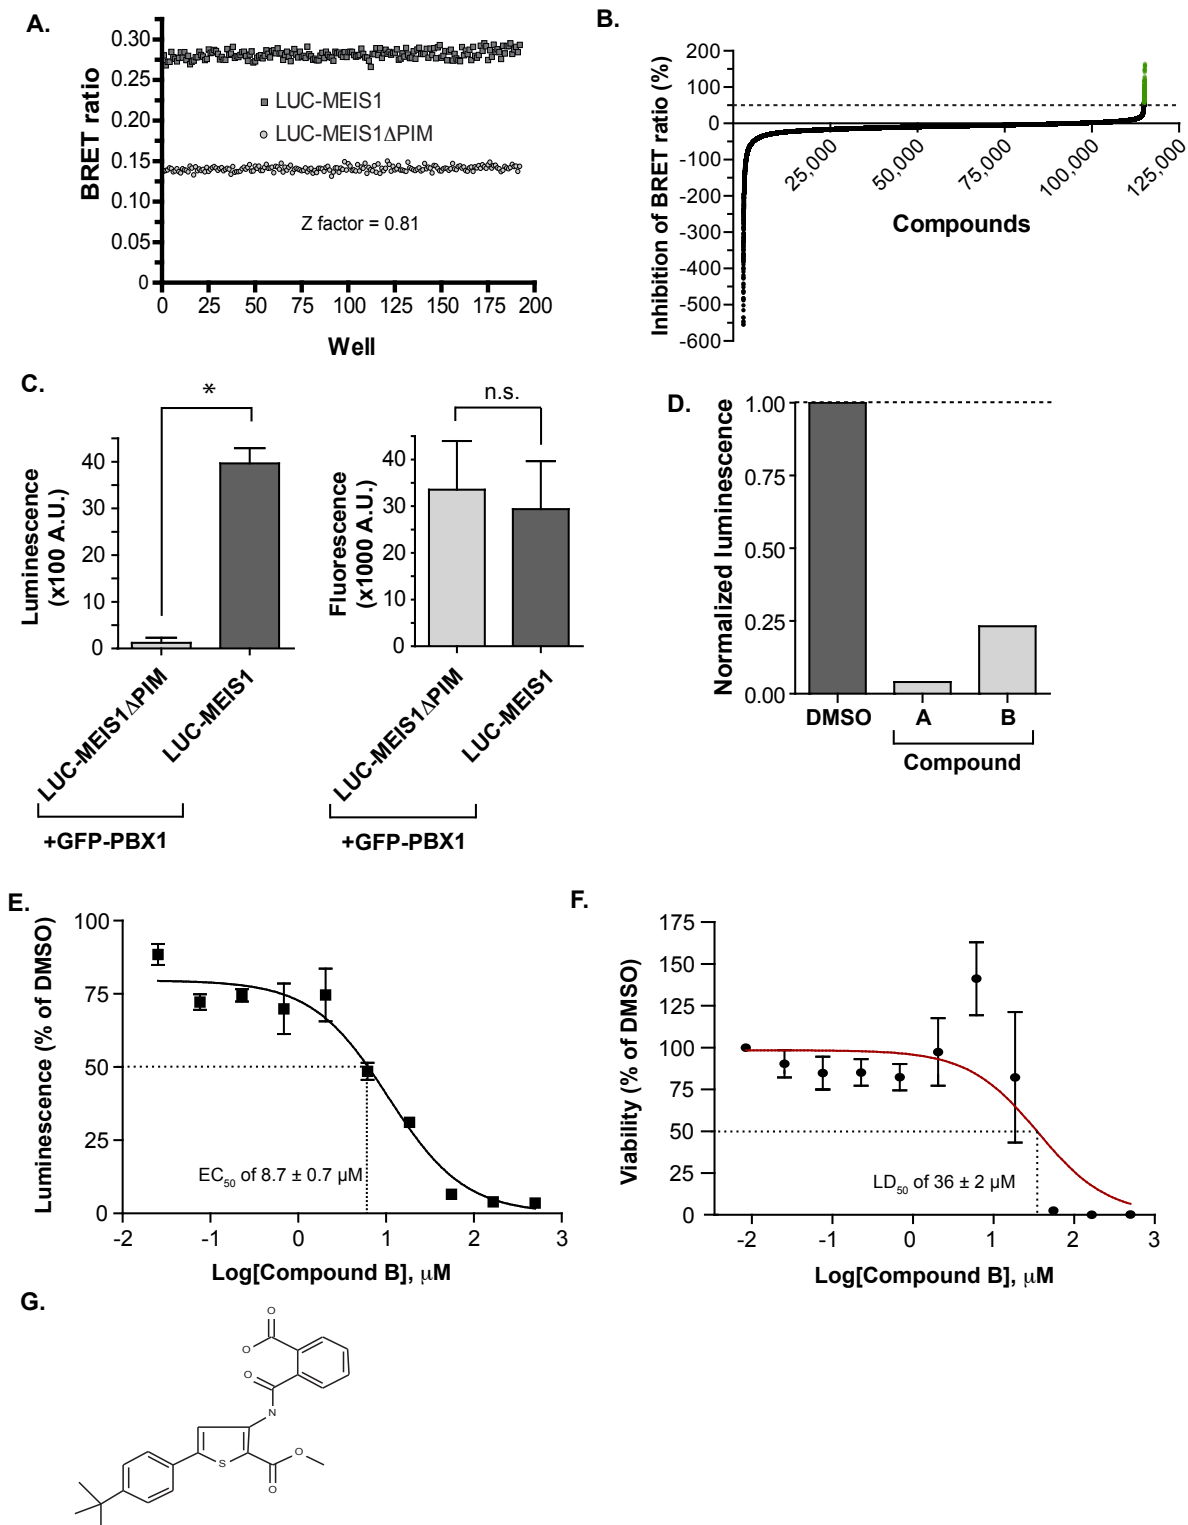 A.
BRET ratio
0.30
0.25
0.20
0.15
0.10
0.05
0
LUC-MEIS1
LUC-MEIS1ΔPIM
Z factor = 0.81
0 25 50 75 100 125 150 175 200
Well
B.
Inhibition of BRET ratio (%)
200
100
0
-100
-200
-300
-400
-500
-600
25,000 50,000 75,000 100,000 125,000
Compounds
C.
*
Luminescence
(x100 A.U.)
40
30
20
10
0
LUC-MEIS1ΔPIM
LUC-MEIS1
+GFP-PBX1
n.s.
Fluorescence
(x1000 A.U.)
40
30
20
10
0
LUC-MEIS1ΔPIM
LUC-MEIS1
+GFP-PBX1
D.
Normalized luminescence
1.00
0.75
0.50
0.25
0.00
DMSO A B
Compound
E.
Luminescence (% of DMSO)
100
75
50
25
0
EC50 of 8.7 ± 0.7 µM
-2 -1 0 1 2 3
Log[Compound B], µM
F.
Viability (% of DMSO)
175
150
125
100
75
50
25
0
LD50 of 36 ± 2 µM
-2 -1 0 1 2 3
Log[Compound B], µM
G.
O
O
O
N
O
S
O